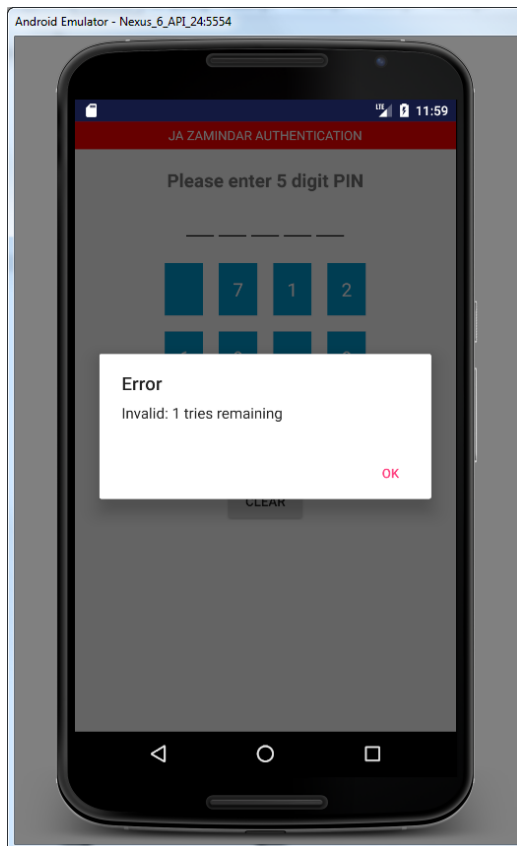 Android Emulator - Nexus_6_API_24:5554
LTE 11:59
JA ZAMINDAR AUTHENTICATION
Please enter 5 digit PIN
7 1 2
Error
Invalid: 1 tries remaining
OK
CLEAR